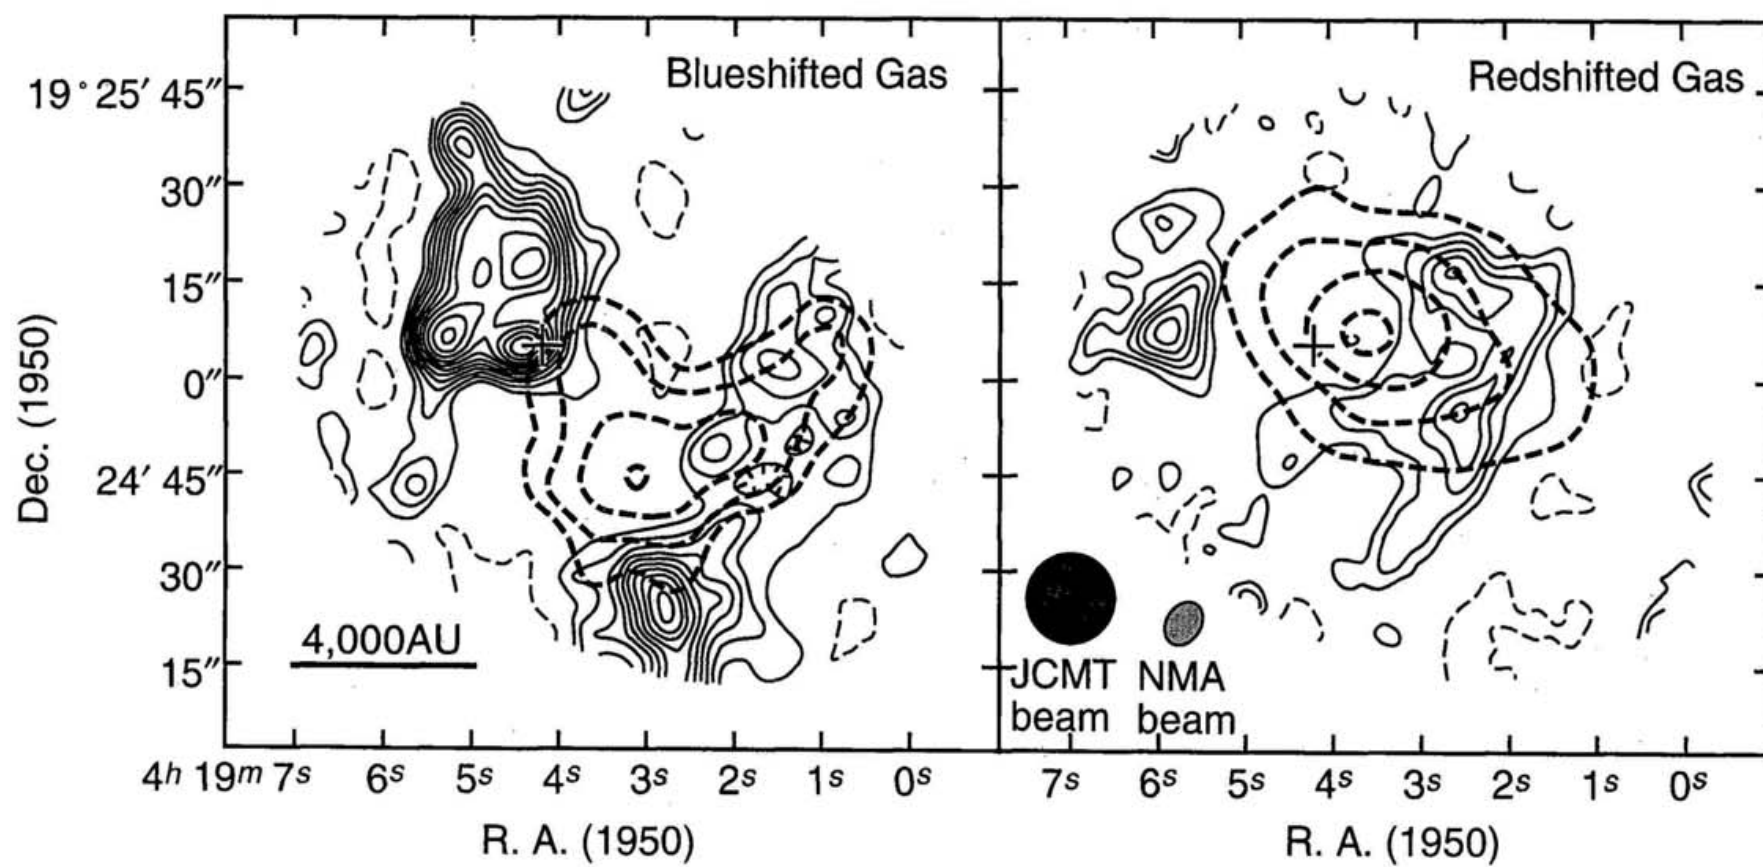 Blueshifted Gas
Redshifted Gas
19° 25′ 45″
30″
15″
0″
24′ 45″
30″
15″
Dec. (1950)
4,000AU
JCMT beam
NMA beam
4h 19m 7s 6s 5s 4s 3s 2s 1s 0s
7s 6s 5s 4s 3s 2s 1s 0s
R. A. (1950)
R. A. (1950)